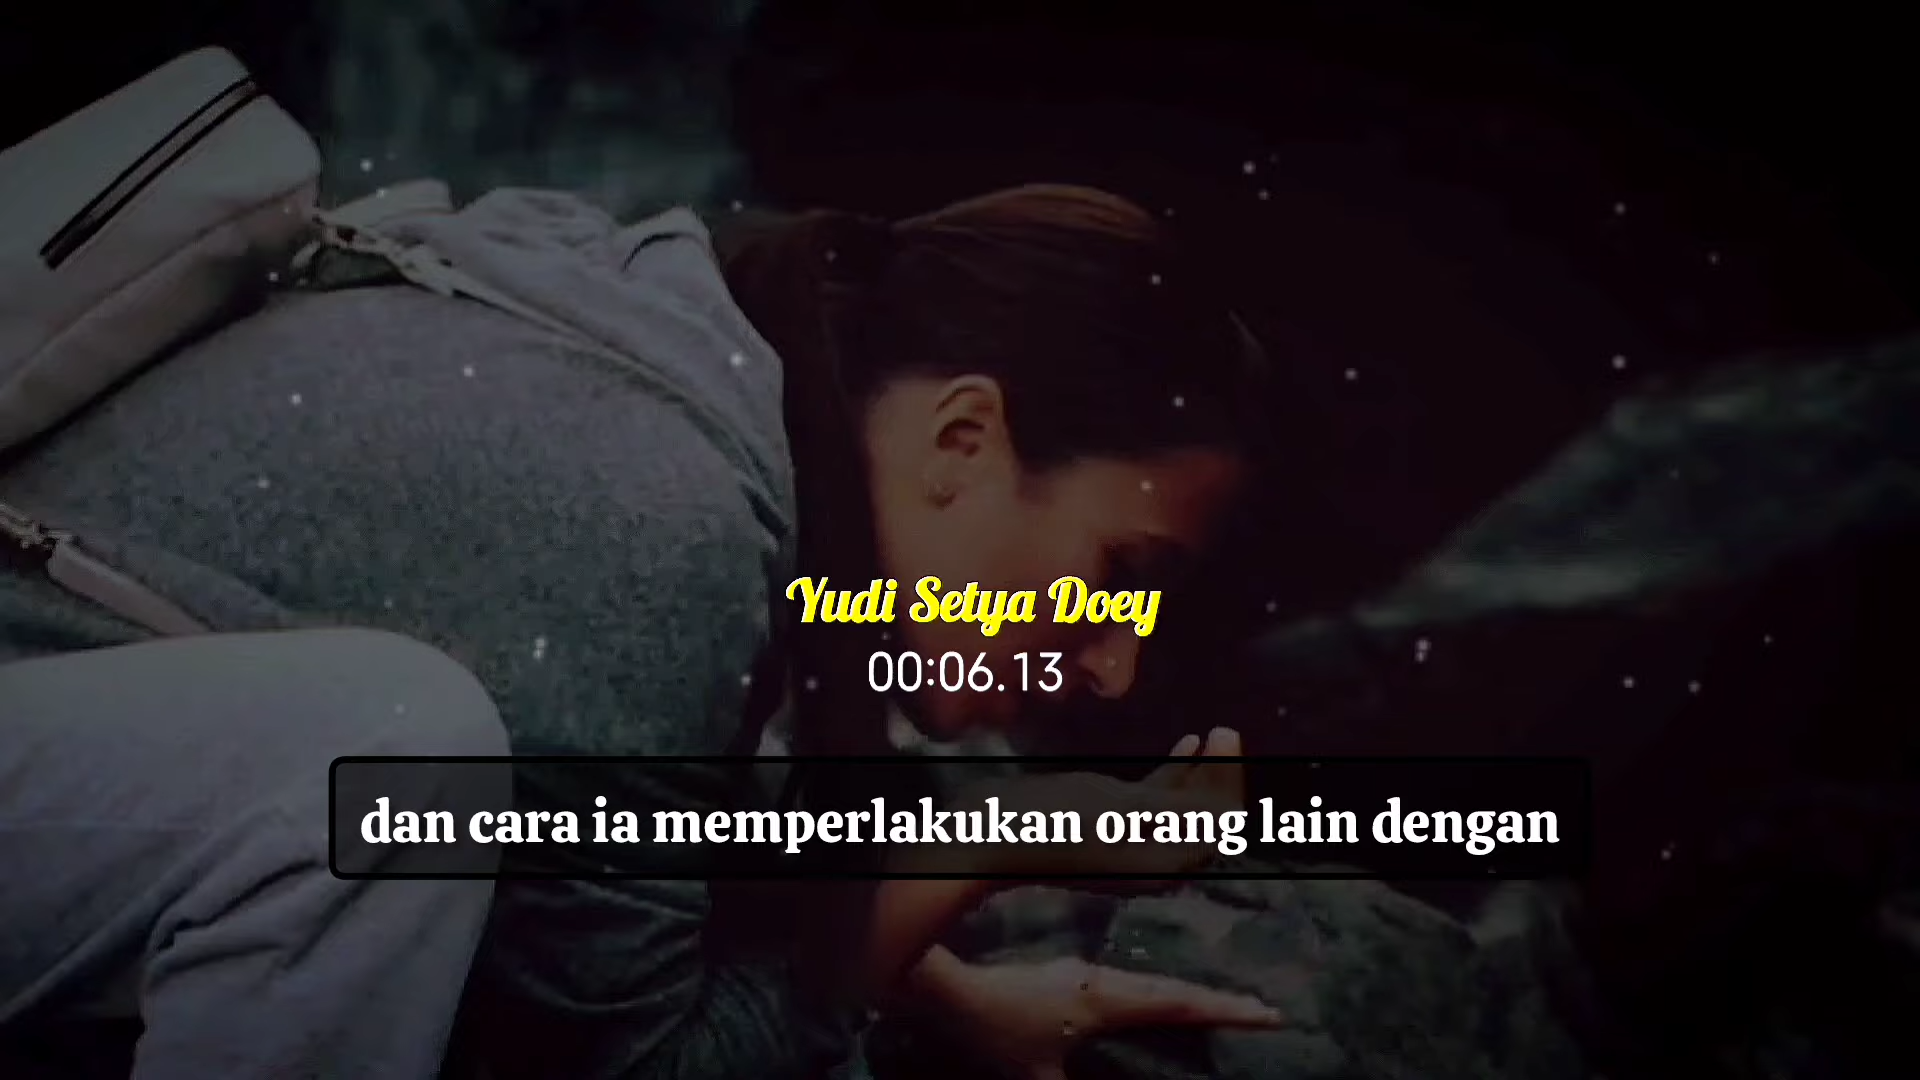 Yudi Setya Doey
00:06.13
dan cara ia memperlakukan orang lain dengan